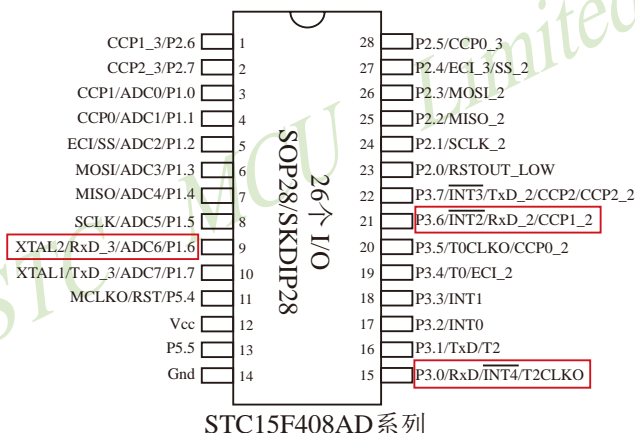 CCP1_3/P2.6 1
CCP2_3/P2.7 2
CCP1/ADC0/P1.0 3
CCP0/ADC1/P1.1 4
ECI/SS/ADC2/P1.2 5
MOSI/ADC3/P1.3 6
MISO/ADC4/P1.4 7
SCLK/ADC5/P1.5 8
XTAL2/RxD_3/ADC6/P1.6 9
XTAL1/TxD_3/ADC7/P1.7 10
MCLKO/RST/P5.4 11
Vcc 12
P5.5 13
Gnd 14
26个 I/O
SOP28/SKDIP28
28 P2.5/CCP0_3
27 P2.4/ECI_3/SS_2
26 P2.3/MOSI_2
25 P2.2/MISO_2
24 P2.1/SCLK_2
23 P2.0/RSTOUT_LOW
22 P3.7/INT3/TxD_2/CCP2/CCP2_2
21 P3.6/INT2/RxD_2/CCP1_2
20 P3.5/T0CLKO/CCP0_2
19 P3.4/T0/ECI_2
18 P3.3/INT1
17 P3.2/INT0
16 P3.1/TxD/T2
15 P3.0/RxD/INT4/T2CLKO
STC15F408AD系列
STC MCU Limited